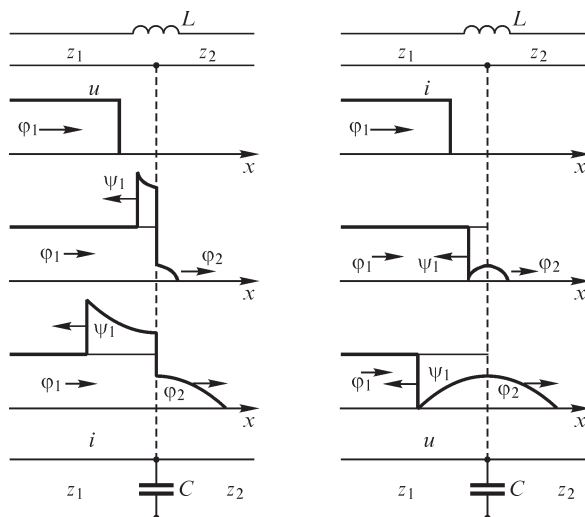 L L
z₁ z₂ z₁ z₂
u i
φ₁ φ₁
x x
ψ₁
φ₁ φ₂ φ₁ ψ₁ φ₂
x x
ψ₁ ψ₁
φ₁ φ₂ φ₁ φ₂
x x
i u
z₁ C z₂ z₁ C z₂